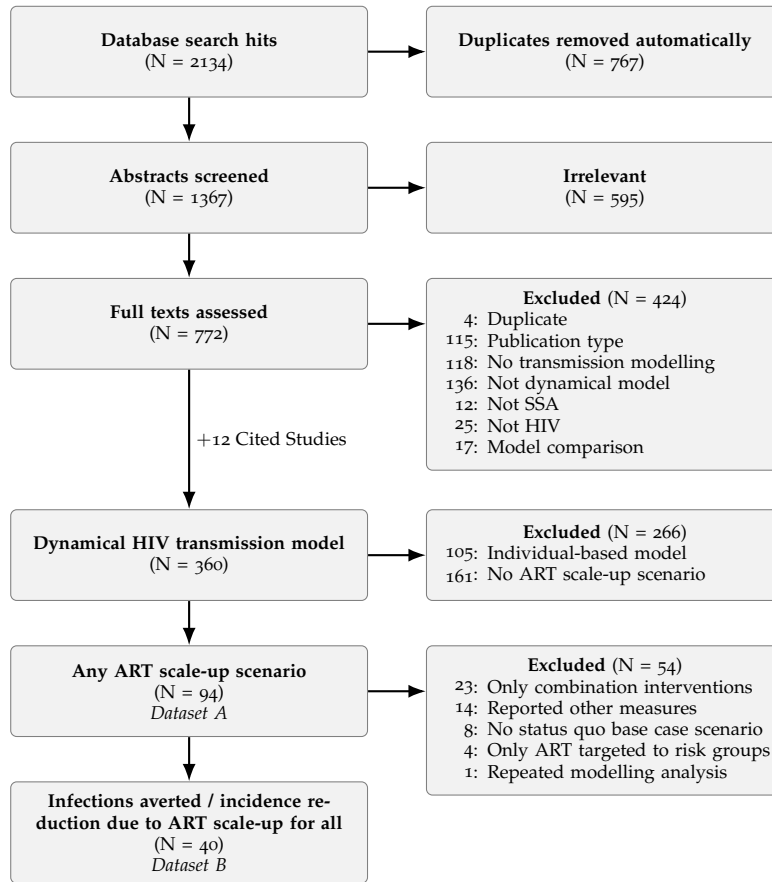 Database search hits
(N = 2134)
Duplicates removed automatically
(N = 767)
Abstracts screened
(N = 1367)
Irrelevant
(N = 595)
Full texts assessed
(N = 772)
Excluded (N = 424)
4: Duplicate
115: Publication type
118: No transmission modelling
136: Not dynamical model
12: Not SSA
25: Not HIV
17: Model comparison
+12 Cited Studies
Dynamical HIV transmission model
(N = 360)
Excluded (N = 266)
105: Individual-based model
161: No ART scale-up scenario
Any ART scale-up scenario
(N = 94)
Dataset A
Excluded (N = 54)
23: Only combination interventions
14: Reported other measures
8: No status quo base case scenario
4: Only ART targeted to risk groups
1: Repeated modelling analysis
Infections averted / incidence re-
duction due to ART scale-up for all
(N = 40)
Dataset B